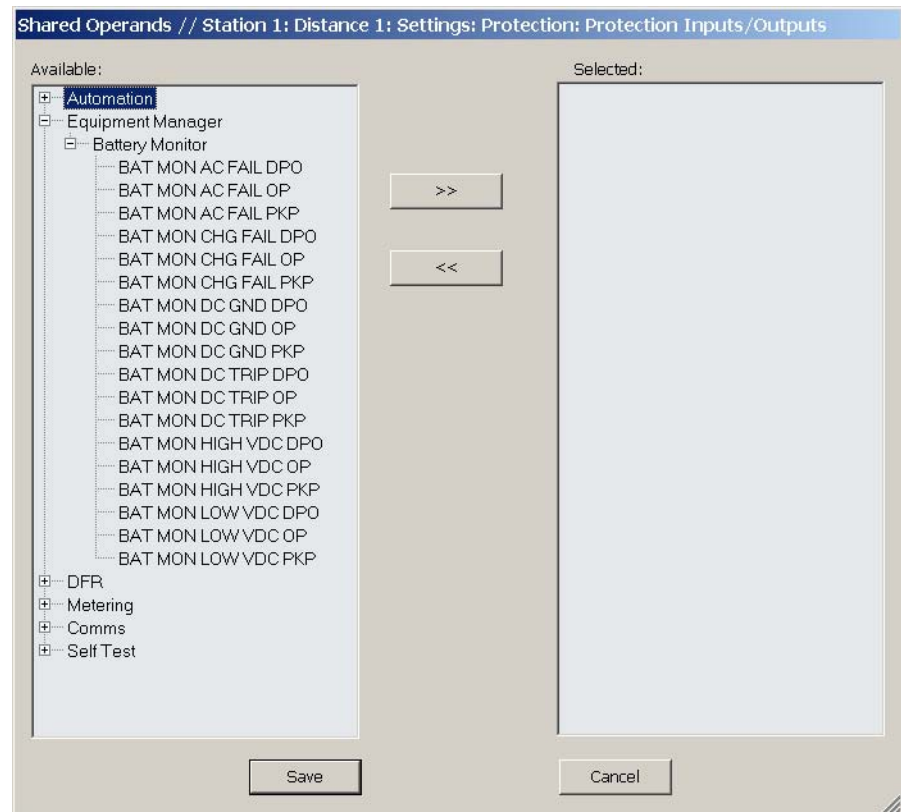 Shared Operands // Station 1: Distance 1: Settings: Protection: Protection Inputs/Outputs
Available:
Selected:
Automation
Equipment Manager
Battery Monitor
BAT MON AC FAIL DPO
BAT MON AC FAIL OP
BAT MON AC FAIL PKP
BAT MON CHG FAIL DPO
BAT MON CHG FAIL OP
BAT MON CHG FAIL PKP
BAT MON DC GND DPO
BAT MON DC GND OP
BAT MON DC GND PKP
BAT MON DC TRIP DPO
BAT MON DC TRIP OP
BAT MON DC TRIP PKP
BAT MON HIGH VDC DPO
BAT MON HIGH VDC OP
BAT MON HIGH VDC PKP
BAT MON LOW VDC DPO
BAT MON LOW VDC OP
BAT MON LOW VDC PKP
DFR
Metering
Comms
Self Test
>>
<<
Save
Cancel